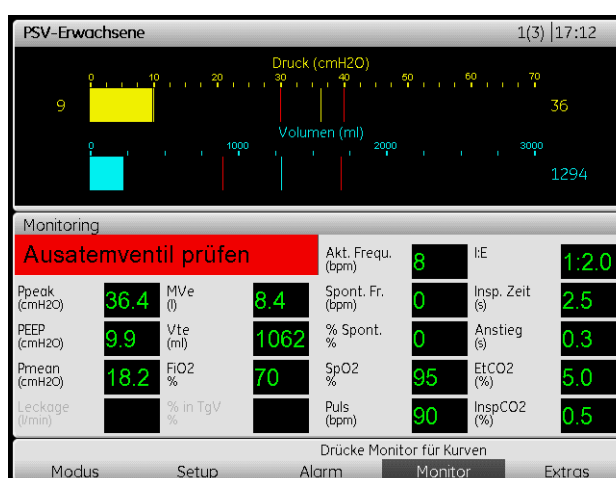 PSV-Erwachsene 1(3) 17:12
Druck (cmH2O)
0 10 20 30 40 50 60 70
9 36
Volumen (ml)
0 1000 2000 3000
1294
Monitoring
Ausatemventil prüfen Akt. Frequ. (bpm) 8 I:E 1:2.0
Ppeak (cmH2O) 36.4 MVe (l) 8.4 Spont. Fr. (bpm) 0 Insp. Zeit (s) 2.5
PEEP (cmH2O) 9.9 Vte (ml) 1062 % Spont. % 0 Anstieg (s) 0.3
Pmean (cmH2O) 18.2 FiO2 % 70 SpO2 % 95 EtCO2 (%) 5.0
Leckage (l/min) % in TgV % Puls (bpm) 90 InspCO2 (%) 0.5
Drücke Monitor für Kurven
Modus Setup Alarm Monitor Extras